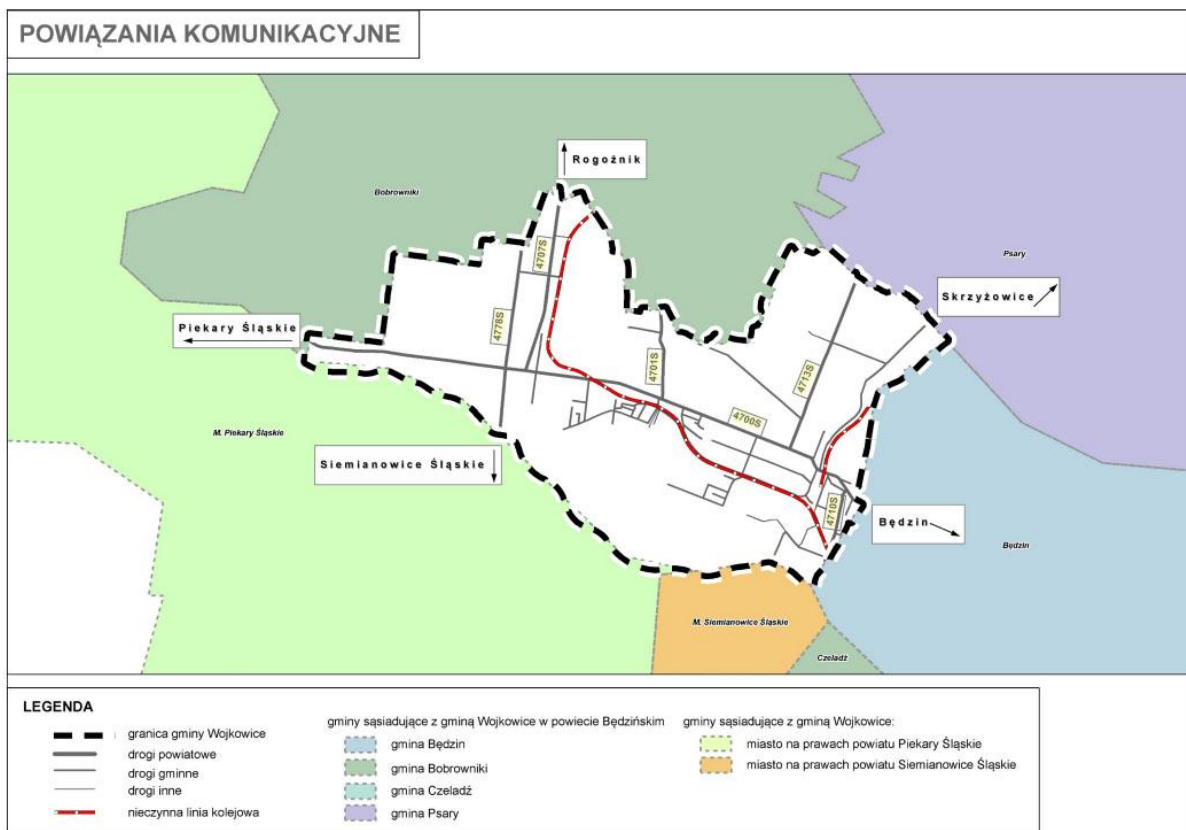 POWIĄZANIA KOMUNIKACYJNE
Rogoźnik
Bobrowniki
Psary
Skrzyżowice
4707S
4778S
Piekary Śląskie
4701S
4713S
4700S
M. Piekary Śląskie
Siemianowice Śląskie
4710S
Będzin
Będzin
M. Siemianowice Śląskie
Czeladź
LEGENDA
granica gminy Wojkowice
drogi powiatowe
drogi gminne
drogi inne
nieczynna linia kolejowa
gminy sąsiadujące z gminą Wojkowice w powiecie Będzińskim
gmina Będzin
gmina Bobrowniki
gmina Czeladź
gmina Psary
gminy sąsiadujące z gminą Wojkowice:
miasto na prawach powiatu Piekary Śląskie
miasto na prawach powiatu Siemianowice Śląskie